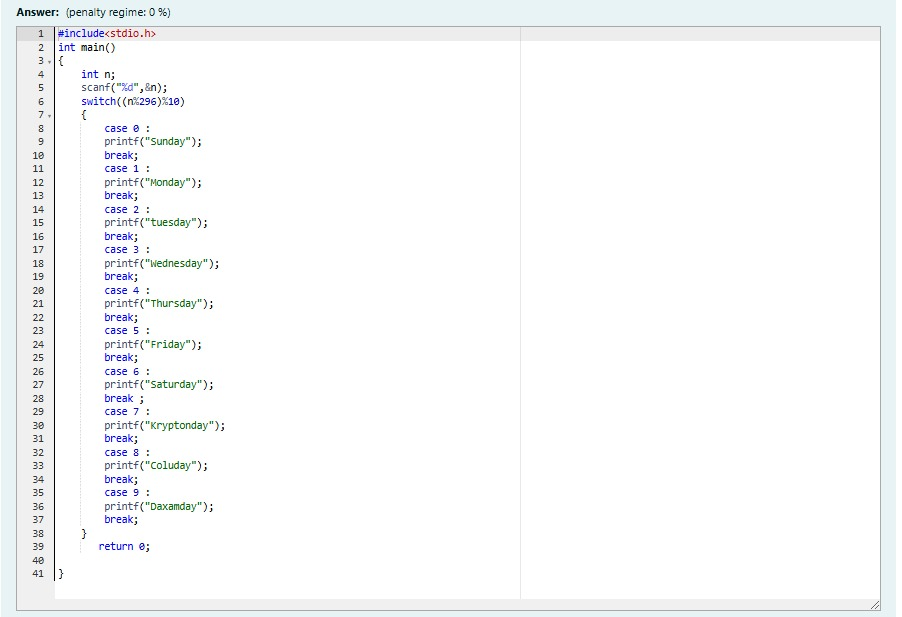 Answer: (penalty regime: 0 %)
1 #include<stdio.h>
2 int main()
3 {
4 int n;
5 scanf("%d",&n);
6 switch((n%296)%10)
7 {
8 case 0 :
9 printf("Sunday");
10 break;
11 case 1 :
12 printf("Monday");
13 break;
14 case 2 :
15 printf("tuesday");
16 break;
17 case 3 :
18 printf("Wednesday");
19 break;
20 case 4 :
21 printf("Thursday");
22 break;
23 case 5 :
24 printf("Friday");
25 break;
26 case 6 :
27 printf("Saturday");
28 break ;
29 case 7 :
30 printf("Kryptonday");
31 break;
32 case 8 :
33 printf("Coluday");
34 break;
35 case 9 :
36 printf("Daxamday");
37 break;
38 }
39 return 0;
40
41 }